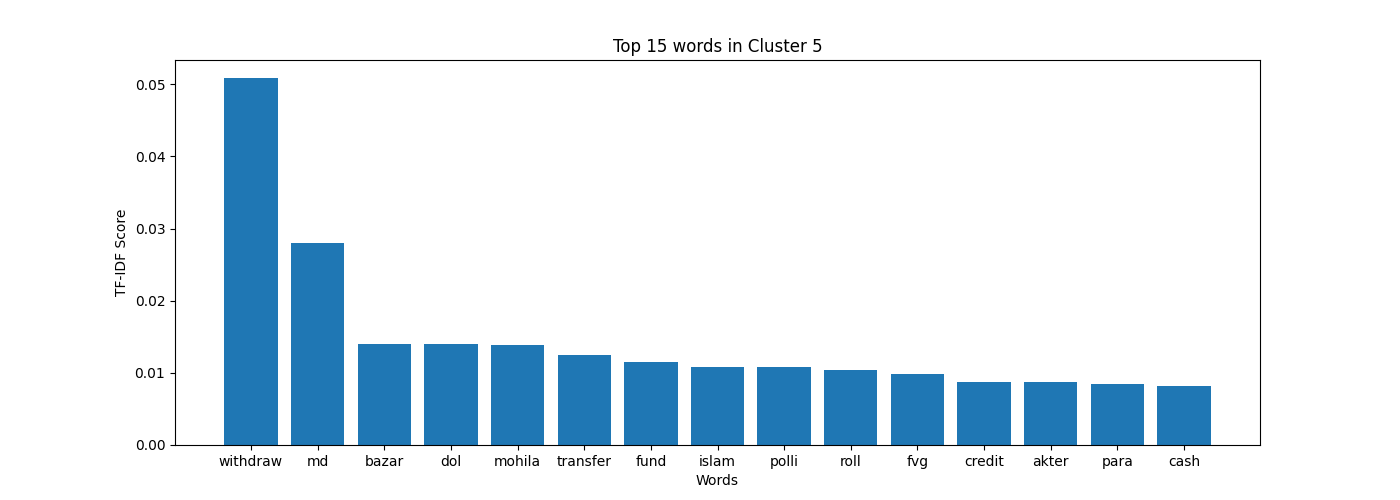 Top 15 words in Cluster 5
0.05
0.04
0.03
0.02
0.01
0.00
TF-IDF Score
withdraw md bazar dol mohila transfer fund islam polli roll fvg credit akter para cash
Words